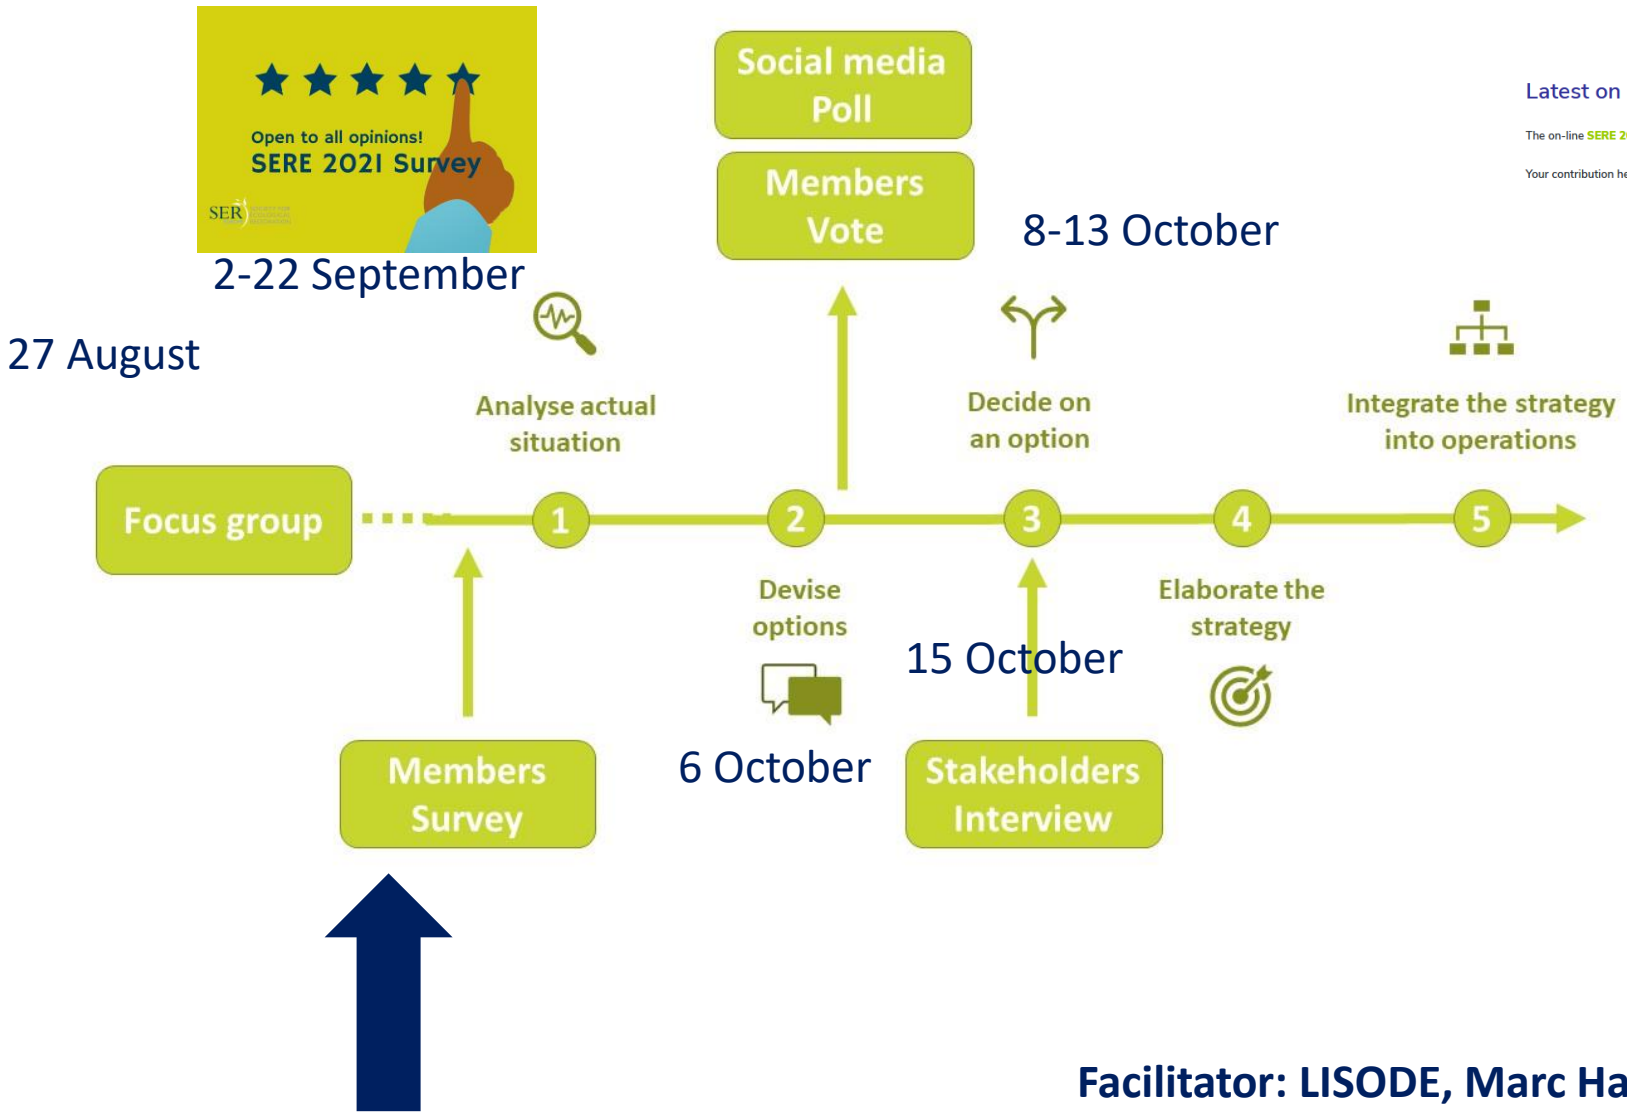 Open to all opinions!
SERE 2021 Survey
SER
2-22 September
27 August
Social media
Poll
Members
Vote
8-13 October
Latest on
The on-line SERE
Your contribution
Analyse actual
situation
Decide on
an option
Integrate the strategy
into operations
Focus group
1
2
3
4
5
Devise
options
Elaborate the
strategy
15 October
6 October
Members
Survey
Stakeholders
Interview
Facilitator: LISODE, Marc